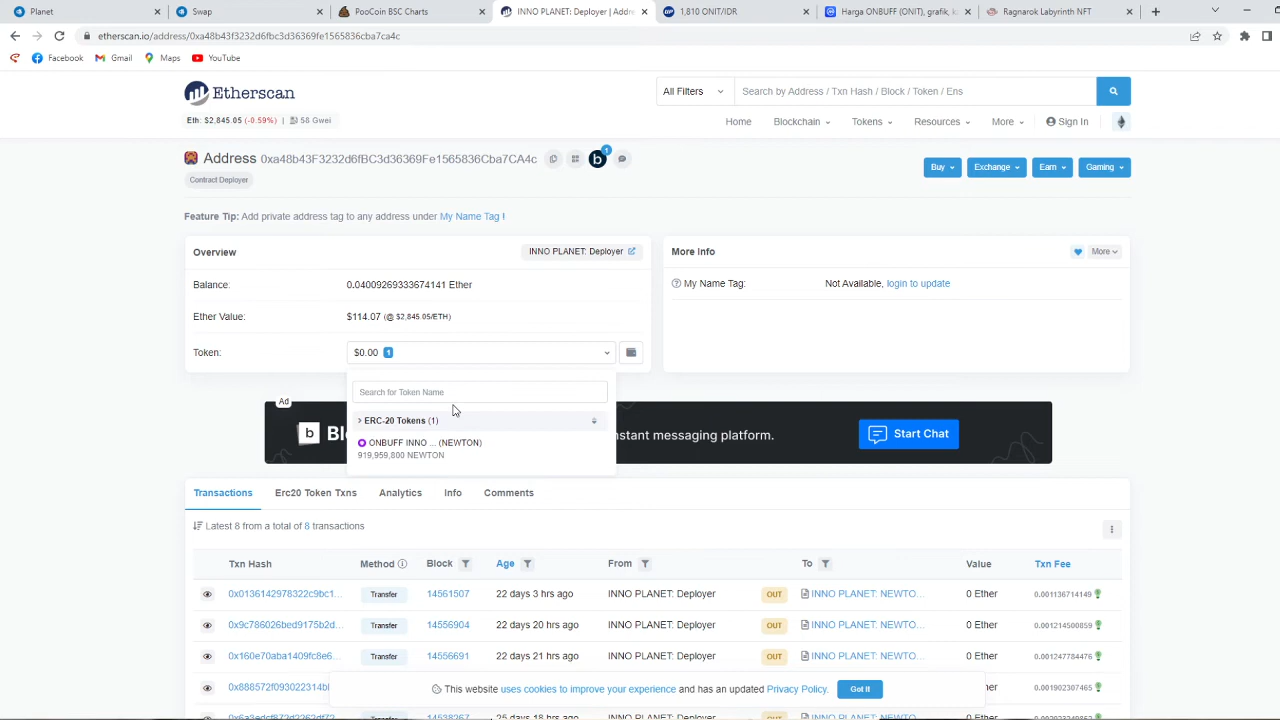 Planet
Swap
PooCoin BSC Charts
INNO PLANET: Deployer | Addre
1,810 ONIT/IDR
Harga ONBUFF (ONIT), grafik, k
Ragnarok Labyrinth NFT
etherscan.io/address/0xa48b43f3232d6fbc3d36369fe1565836cba7ca4c
Facebook
Gmail
Maps
YouTube
Etherscan
All Filters
Search by Address / Txn Hash / Block / Token / Ens
Eth: $2,845.05 (-0.59%) | 58 Gwei
Home
Blockchain
Tokens
Resources
More
Sign In
Address 0xa48b43F3232d6fBC3d36369Fe1565836Cba7CA4c
1
Contract Deployer
Buy
Exchange
Earn
Gaming
Feature Tip: Add private address tag to any address under My Name Tag !
Overview
INNO PLANET: Deployer
Balance: 0.04009269333674141 Ether
Ether Value: $114.07 (@ $2,845.05/ETH)
Token: $0.00 1
More Info
More
My Name Tag: Not Available, login to update
Search for Token Name
ERC-20 Tokens (1)
ONBUFF INNO ... (NEWTON)
919,959,800 NEWTON
Ad
b Bl
nstant messaging platform.
Start Chat
Transactions
Erc20 Token Txns
Analytics
Info
Comments
Latest 8 from a total of 8 transactions
Txn Hash Method Block Age From To Value Txn Fee
0x0136142978322c9bc1... Transfer 14561507 22 days 3 hrs ago INNO PLANET: Deployer OUT INNO PLANET: NEWTO... 0 Ether 0.001136714149
0x9c786026bed9175b2d... Transfer 14556904 22 days 20 hrs ago INNO PLANET: Deployer OUT INNO PLANET: NEWTO... 0 Ether 0.001214500859
0x160e70aba1409fc8e6... Transfer 14556691 22 days 21 hrs ago INNO PLANET: Deployer OUT INNO PLANET: NEWTO... 0 Ether 0.001247784476
0x888572f093022314bl her 0.001902307465
This website uses cookies to improve your experience and has an updated Privacy Policy.
Got It